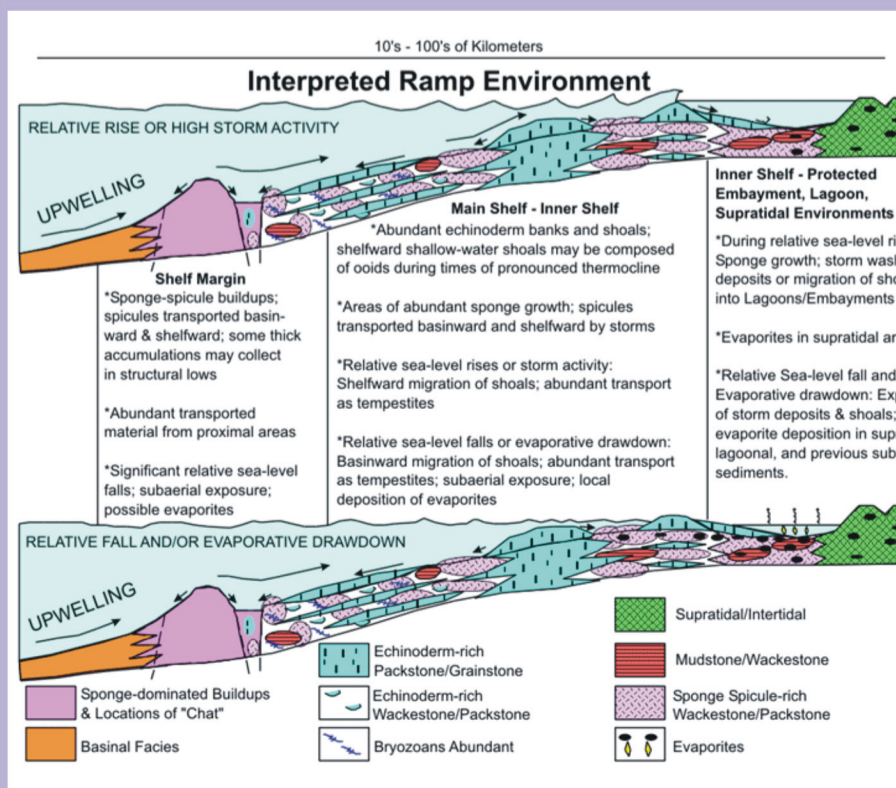 10's - 100's of Kilometers
Interpreted Ramp Environment
RELATIVE RISE OR HIGH STORM ACTIVITY
UPWELLING
Shelf Margin
*Sponge-spicule buildups;
spicules transported basin-
ward & shelfward; some thick
accumulations may collect
in structural lows
*Abundant transported
material from proximal areas
*Significant relative sea-level
falls; subaerial exposure;
possible evaporites
Main Shelf - Inner Shelf
*Abundant echinoderm banks and shoals;
shelfward shallow-water shoals may be composed
of ooids during times of pronounced thermocline
*Areas of abundant sponge growth; spicules
transported basinward and shelfward by storms
*Relative sea-level rises or storm activity:
Shelfward migration of shoals; abundant transport
as tempestites
*Relative sea-level falls or evaporative drawdown:
Basinward migration of shoals; abundant transport
as tempestites; subaerial exposure; local
deposition of evaporites
Inner Shelf - Protected
Embayment, Lagoon,
Supratidal Environments
*During relative sea-level
Sponge growth; storm
deposits or migration of
into Lagoons/Embayments
*Evaporites in supratidal
*Relative Sea-level fall and
Evaporative drawdown:
of storm deposits & shoals;
evaporite deposition in
lagoonal, and previous
sediments.
RELATIVE FALL AND/OR EVAPORATIVE DRAWDOWN
UPWELLING
Sponge-dominated Buildups
& Locations of "Chat"
Basinal Facies
Echinoderm-rich
Packstone/Grainstone
Echinoderm-rich
Wackestone/Packstone
Bryozoans Abundant
Supratidal/Intertidal
Mudstone/Wackestone
Sponge Spicule-rich
Wackestone/Packstone
Evaporites